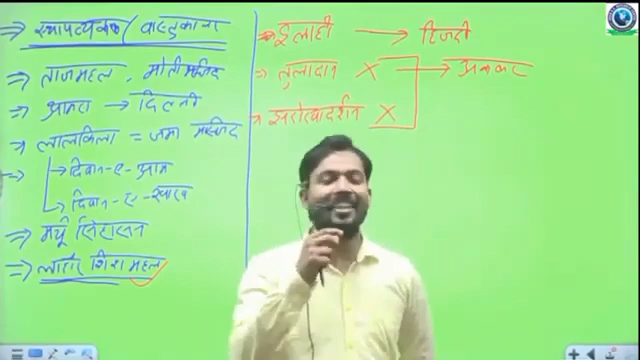 ⇒ स्थापत्यकला / वास्तुकला
⇒ ताजमहल, मोती मस्जिद
⇒ आगरा → दिल्ली
⇒ लालकिला = जमा मस्जिद
⇒ → दिवान-ए-आम
→ दिवान-ए-खास
⇒ मयूर सिंहासन
⇒ लाहौर शिश महल
⇒ इलाही → हिजरी
⇒ तुलादान X → अकबर
⇒ झरोखादर्शन X